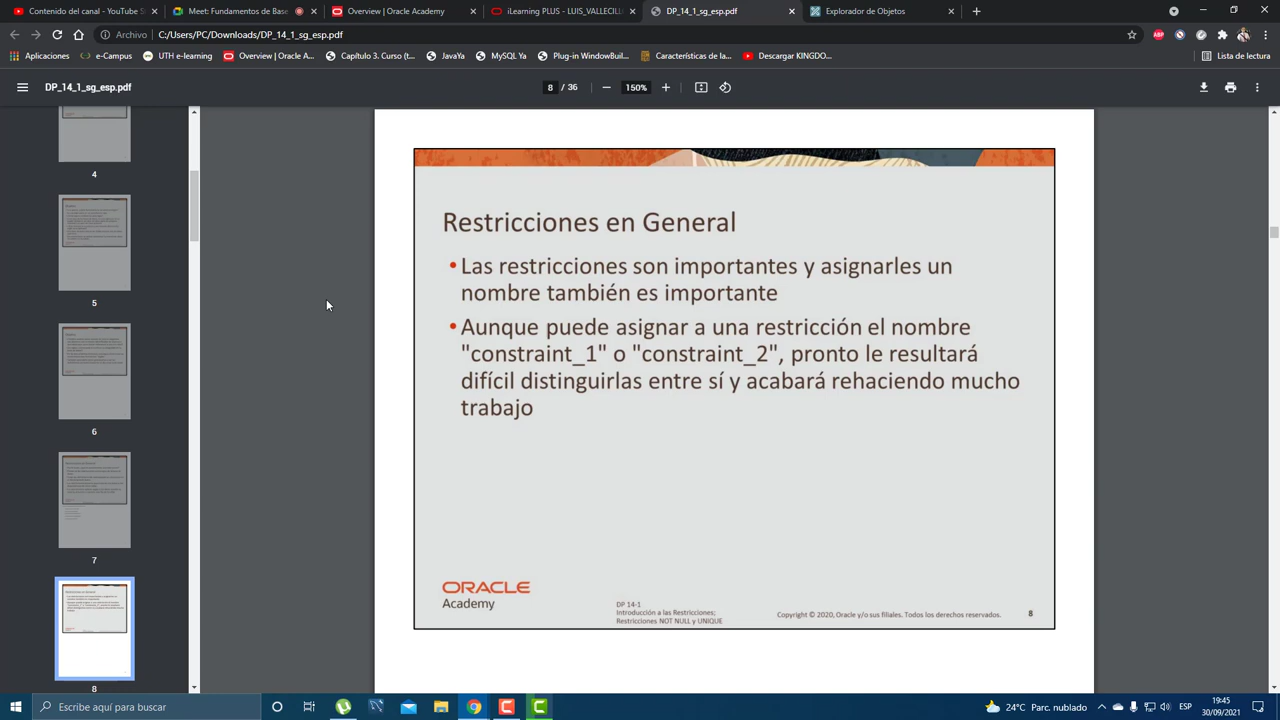 Contenido del canal - YouTube S
Meet: Fundamentos de Base
Overview | Oracle Academy
iLearning PLUS - LUIS_VALLECILL
DP_14_1_sg_esp.pdf
Explorador de Objetos
Archivo | C:/Users/PC/Downloads/DP_14_1_sg_esp.pdf
ABP
Aplicaciones
e-Campus
UTH e-learning
Overview | Oracle A...
Capítulo 3. Curso (t...
JavaYa
MySQL Ya
Plug-in WindowBuil...
Características de la...
Descargar KINGDO...
Lista de lectura
DP_14_1_sg_esp.pdf
8 / 36
150%
4
5
6
7
8
Restricciones en General
•Las restricciones son importantes y asignarles un
nombre también es importante
•Aunque puede asignar a una restricción el nombre
"constraint_1" o "constraint_2", pronto le resultará
difícil distinguirlas entre sí y acabará rehaciendo mucho
trabajo
ORACLE
Academy
DP 14-1
Introducción a las Restricciones;
Restricciones NOT NULL y UNIQUE
Copyright © 2020, Oracle y/o sus filiales. Todos los derechos reservados.
8
Escribe aquí para buscar
24°C Parc. nublado
ESP
19:45
30/09/2021